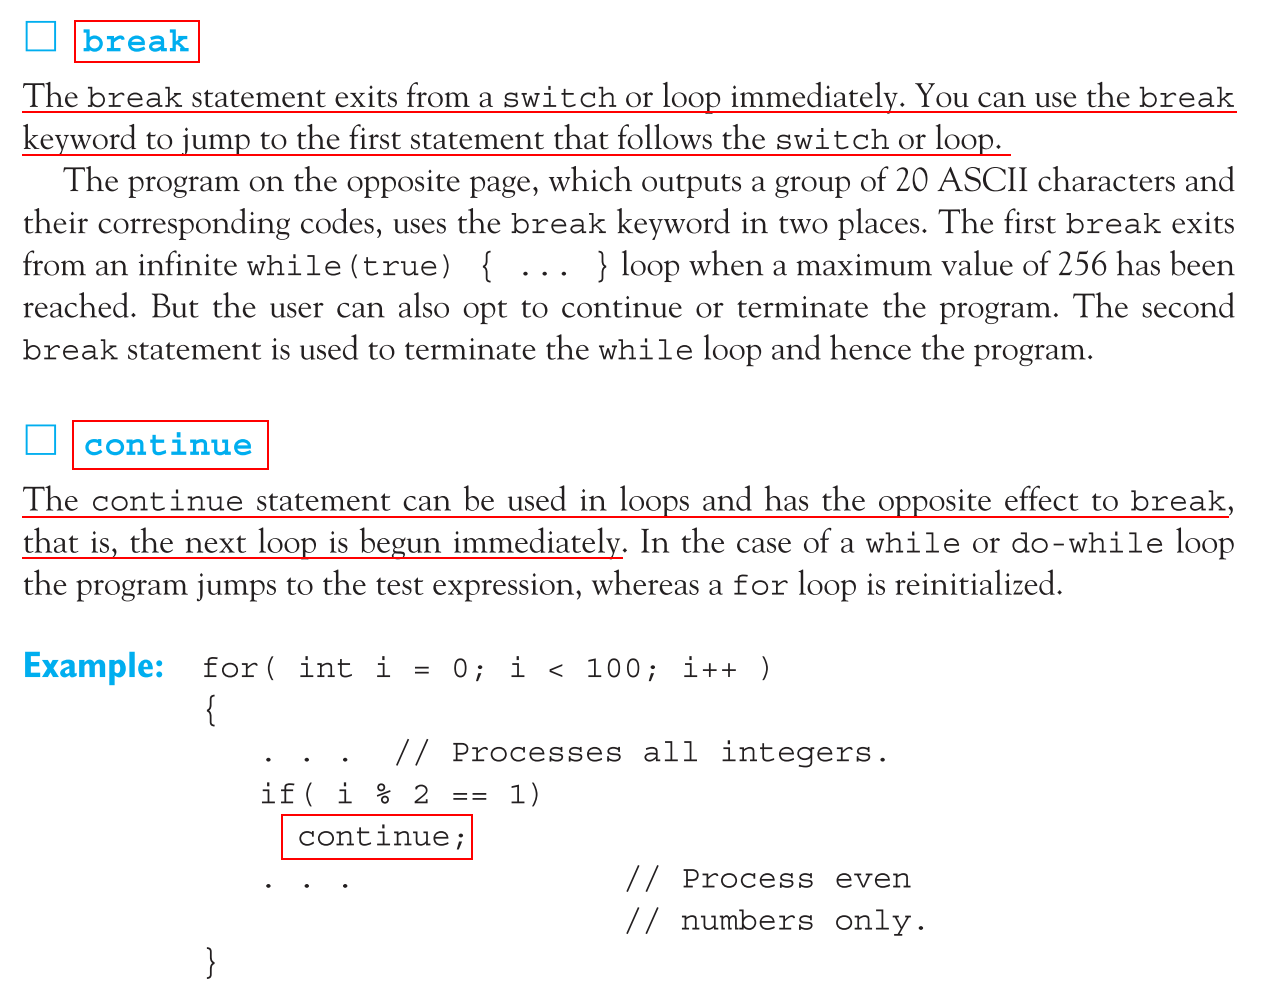 break
The break statement exits from a switch or loop immediately. You can use the break
keyword to jump to the first statement that follows the switch or loop.
The program on the opposite page, which outputs a group of 20 ASCII characters and
their corresponding codes, uses the break keyword in two places. The first break exits
from an infinite while(true) { ... } loop when a maximum value of 256 has been
reached. But the user can also opt to continue or terminate the program. The second
break statement is used to terminate the while loop and hence the program.
continue
The continue statement can be used in loops and has the opposite effect to break,
that is, the next loop is begun immediately. In the case of a while or do-while loop
the program jumps to the test expression, whereas a for loop is reinitialized.
Example: for( int i = 0; i < 100; i++ )
{
. . . // Processes all integers.
if( i % 2 == 1)
continue;
. . . // Process even
// numbers only.
}